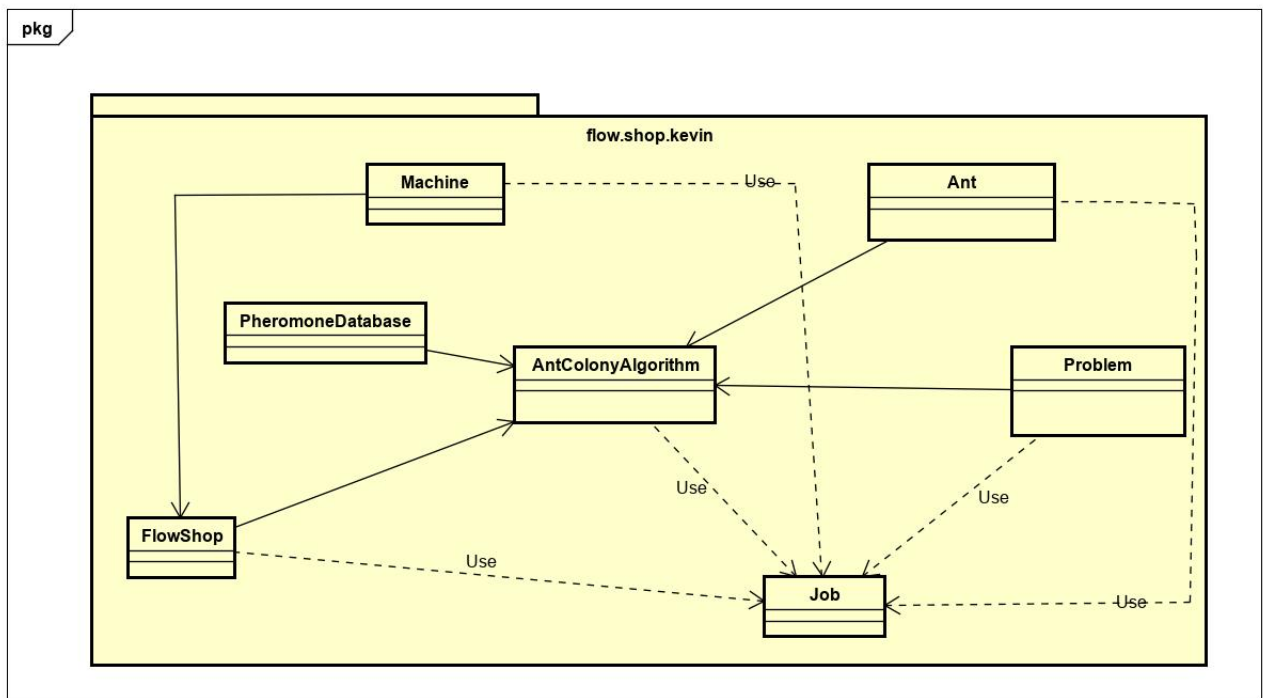 pkg
flow.shop.kevin
Machine
Use
Ant
PheromoneDatabase
AntColonyAlgorithm
Problem
Use
Use
FlowShop
Use
Job
Use